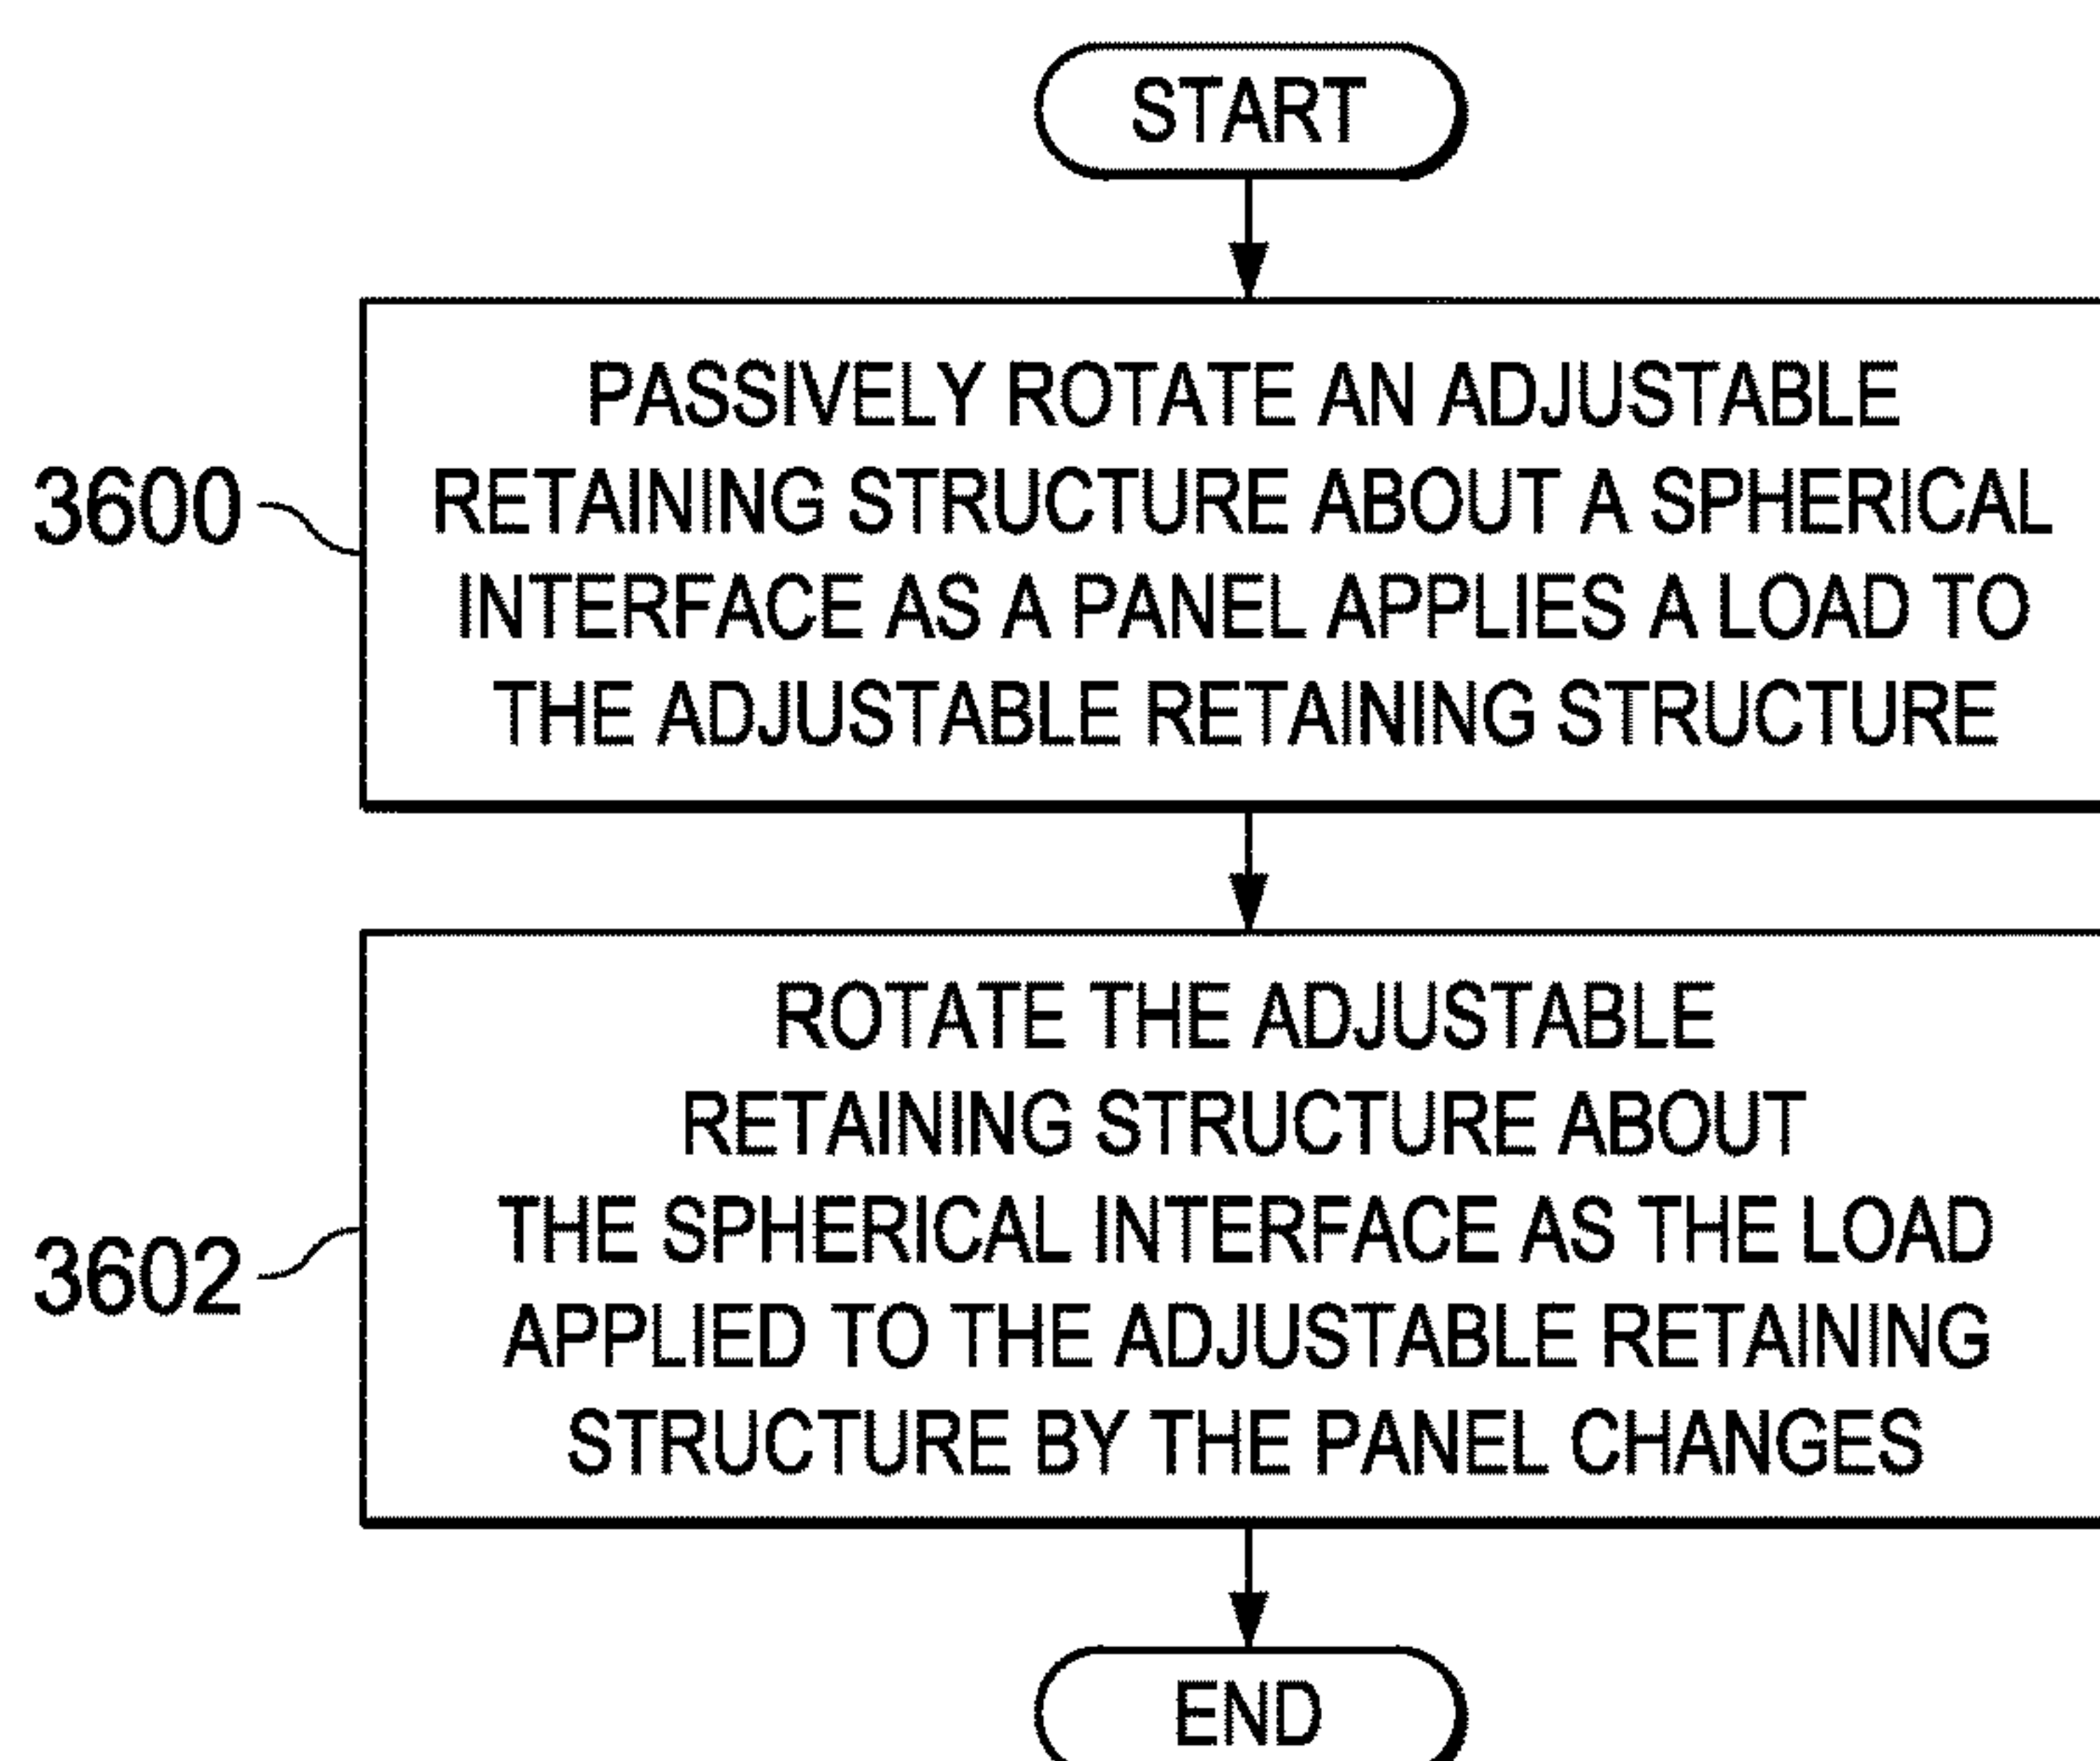 START
PASSIVELY ROTATE AN ADJUSTABLE
RETAINING STRUCTURE ABOUT A SPHERICAL
INTERFACE AS A PANEL APPLIES A LOAD TO
THE ADJUSTABLE RETAINING STRUCTURE
3600
ROTATE THE ADJUSTABLE
RETAINING STRUCTURE ABOUT
THE SPHERICAL INTERFACE AS THE LOAD
APPLIED TO THE ADJUSTABLE RETAINING
STRUCTURE BY THE PANEL CHANGES
3602
END